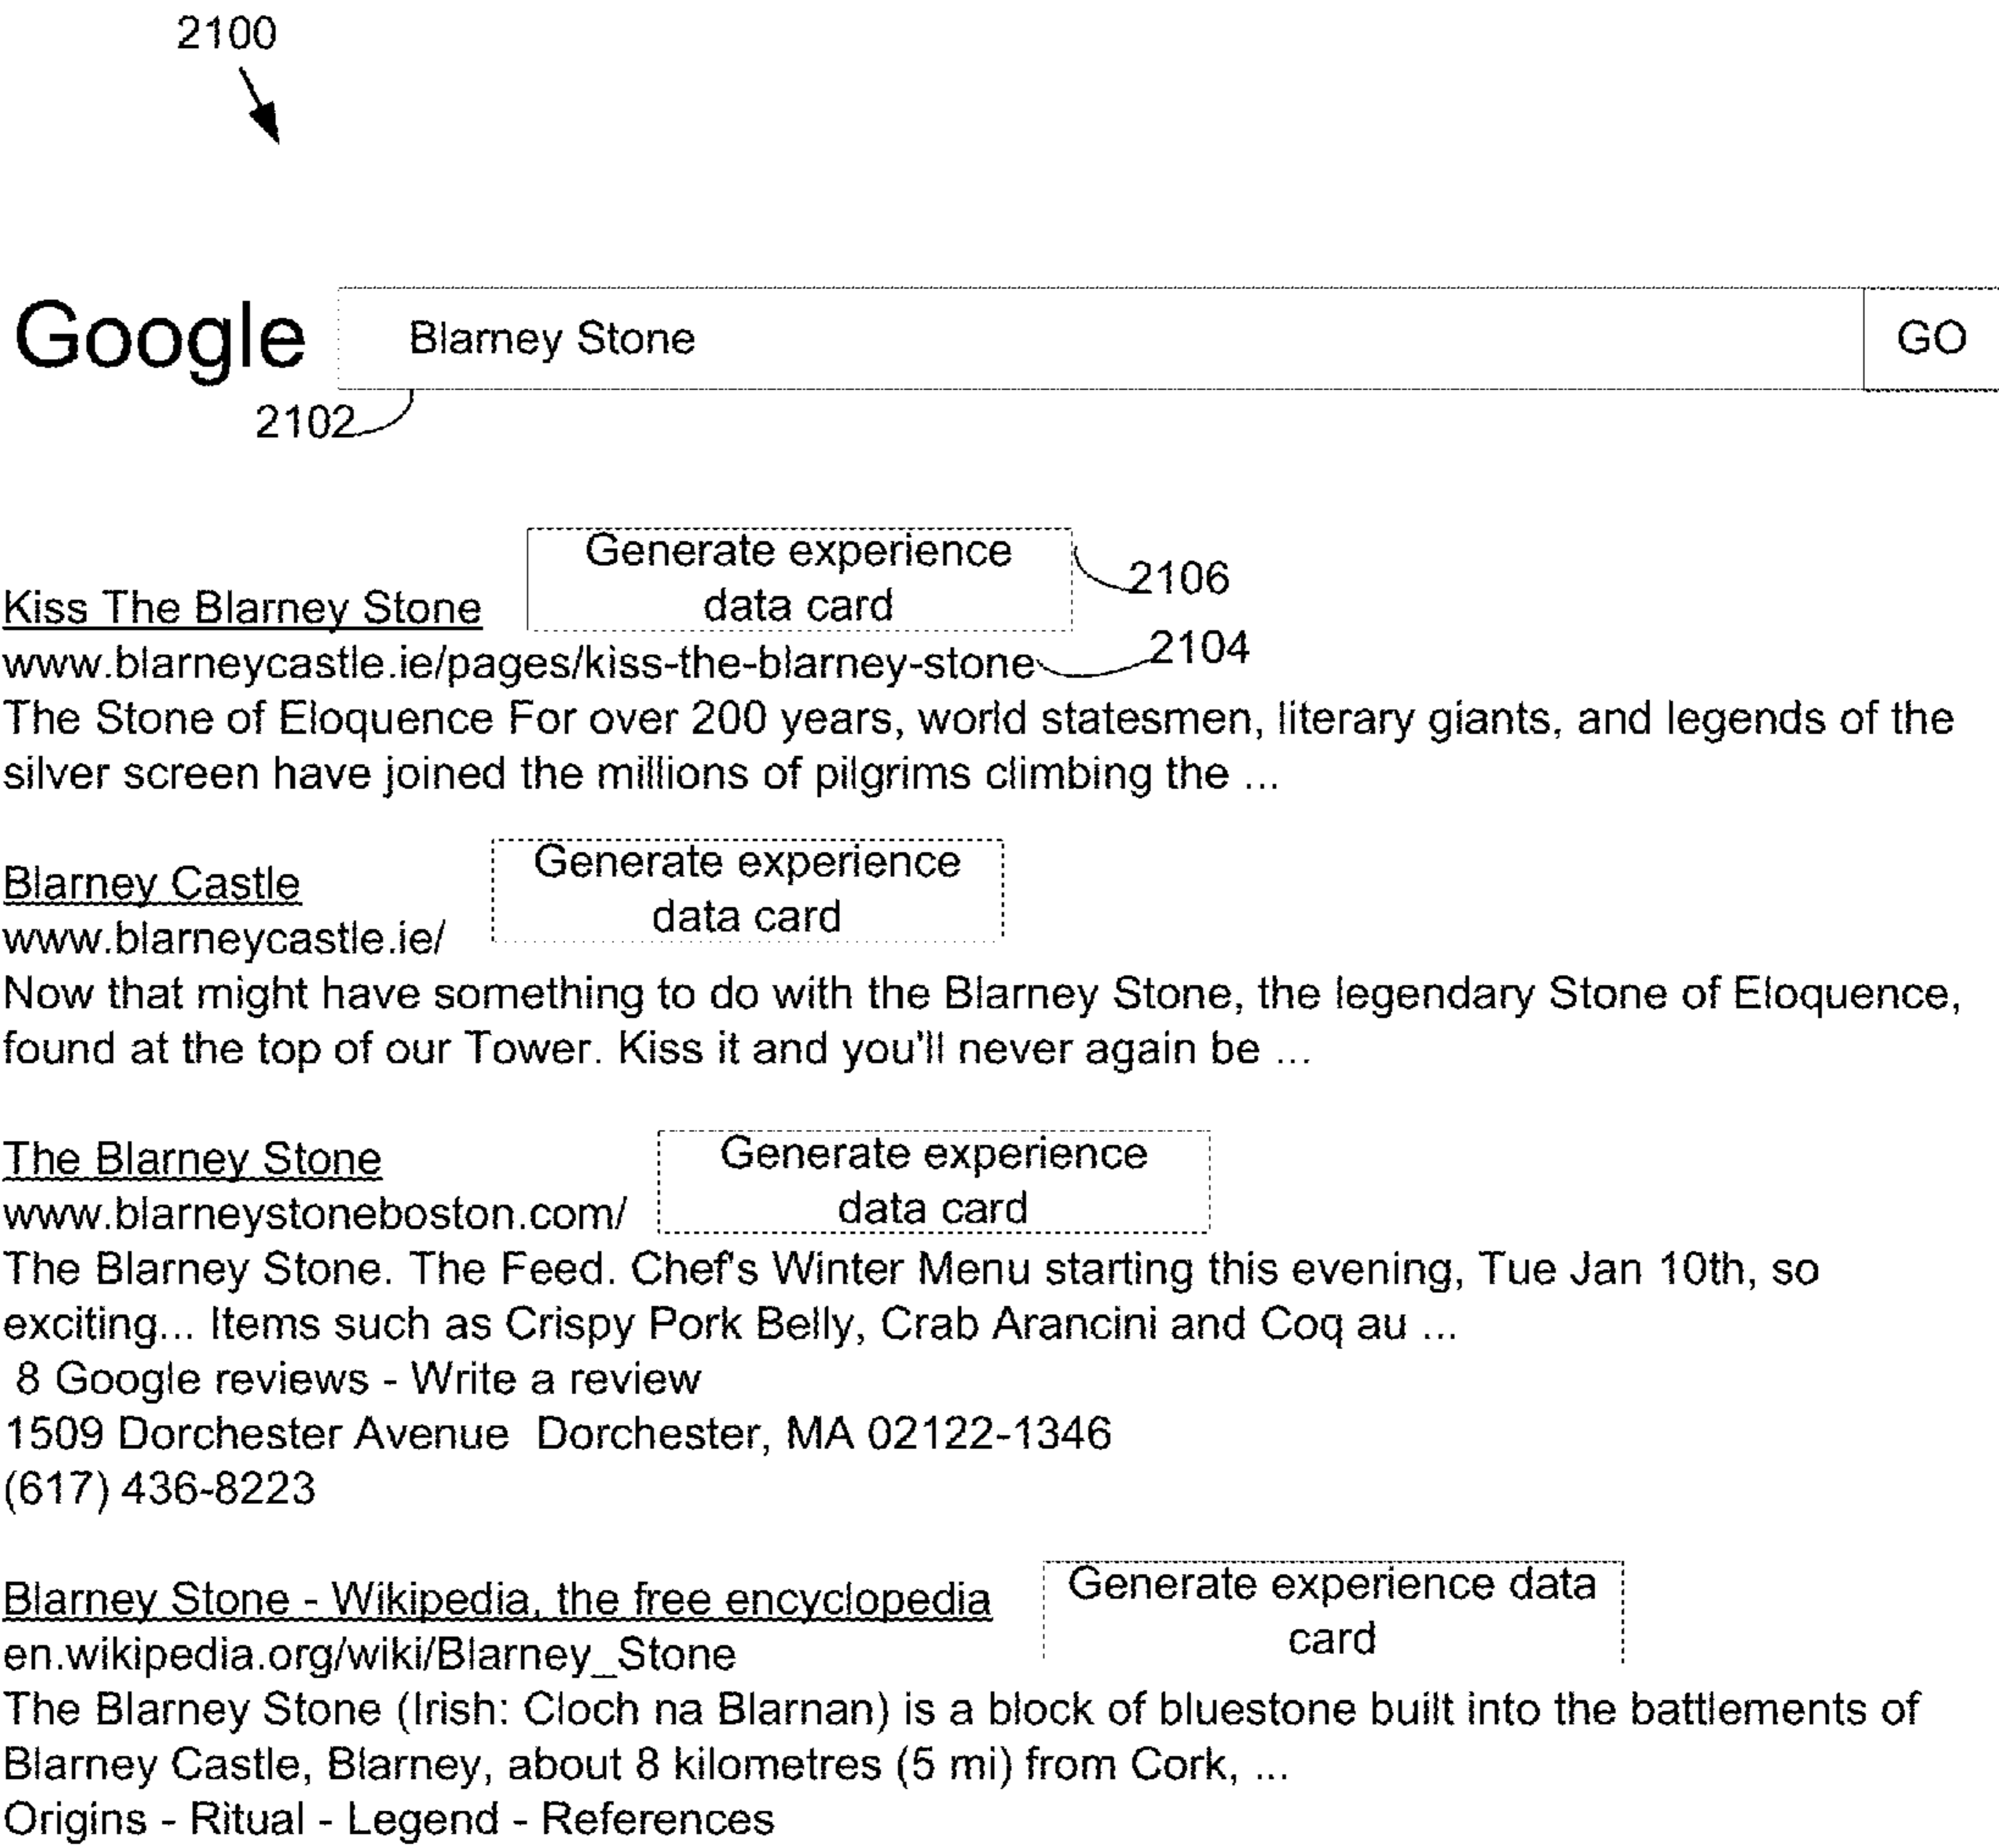 2100
Google Blarney Stone GO
2102
Generate experience
data card
2106
Kiss The Blarney Stone
www.blarneycastle.ie/pages/kiss-the-blarney-stone 2104
The Stone of Eloquence For over 200 years, world statesmen, literary giants, and legends of the
silver screen have joined the millions of pilgrims climbing the ...
Generate experience
data card
Blarney Castle
www.blarneycastle.ie/
Now that might have something to do with the Blarney Stone, the legendary Stone of Eloquence,
found at the top of our Tower. Kiss it and you'll never again be ...
The Blarney Stone
Generate experience
data card
www.blarneystoneboston.com/
The Blarney Stone. The Feed. Chef's Winter Menu starting this evening, Tue Jan 10th, so
exciting... Items such as Crispy Pork Belly, Crab Arancini and Coq au ...
8 Google reviews - Write a review
1509 Dorchester Avenue Dorchester, MA 02122-1346
(617) 436-8223
Blarney Stone - Wikipedia, the free encyclopedia
Generate experience data
card
en.wikipedia.org/wiki/Blarney_Stone
The Blarney Stone (Irish: Cloch na Blarnan) is a block of bluestone built into the battlements of
Blarney Castle, Blarney, about 8 kilometres (5 mi) from Cork, ...
Origins - Ritual - Legend - References